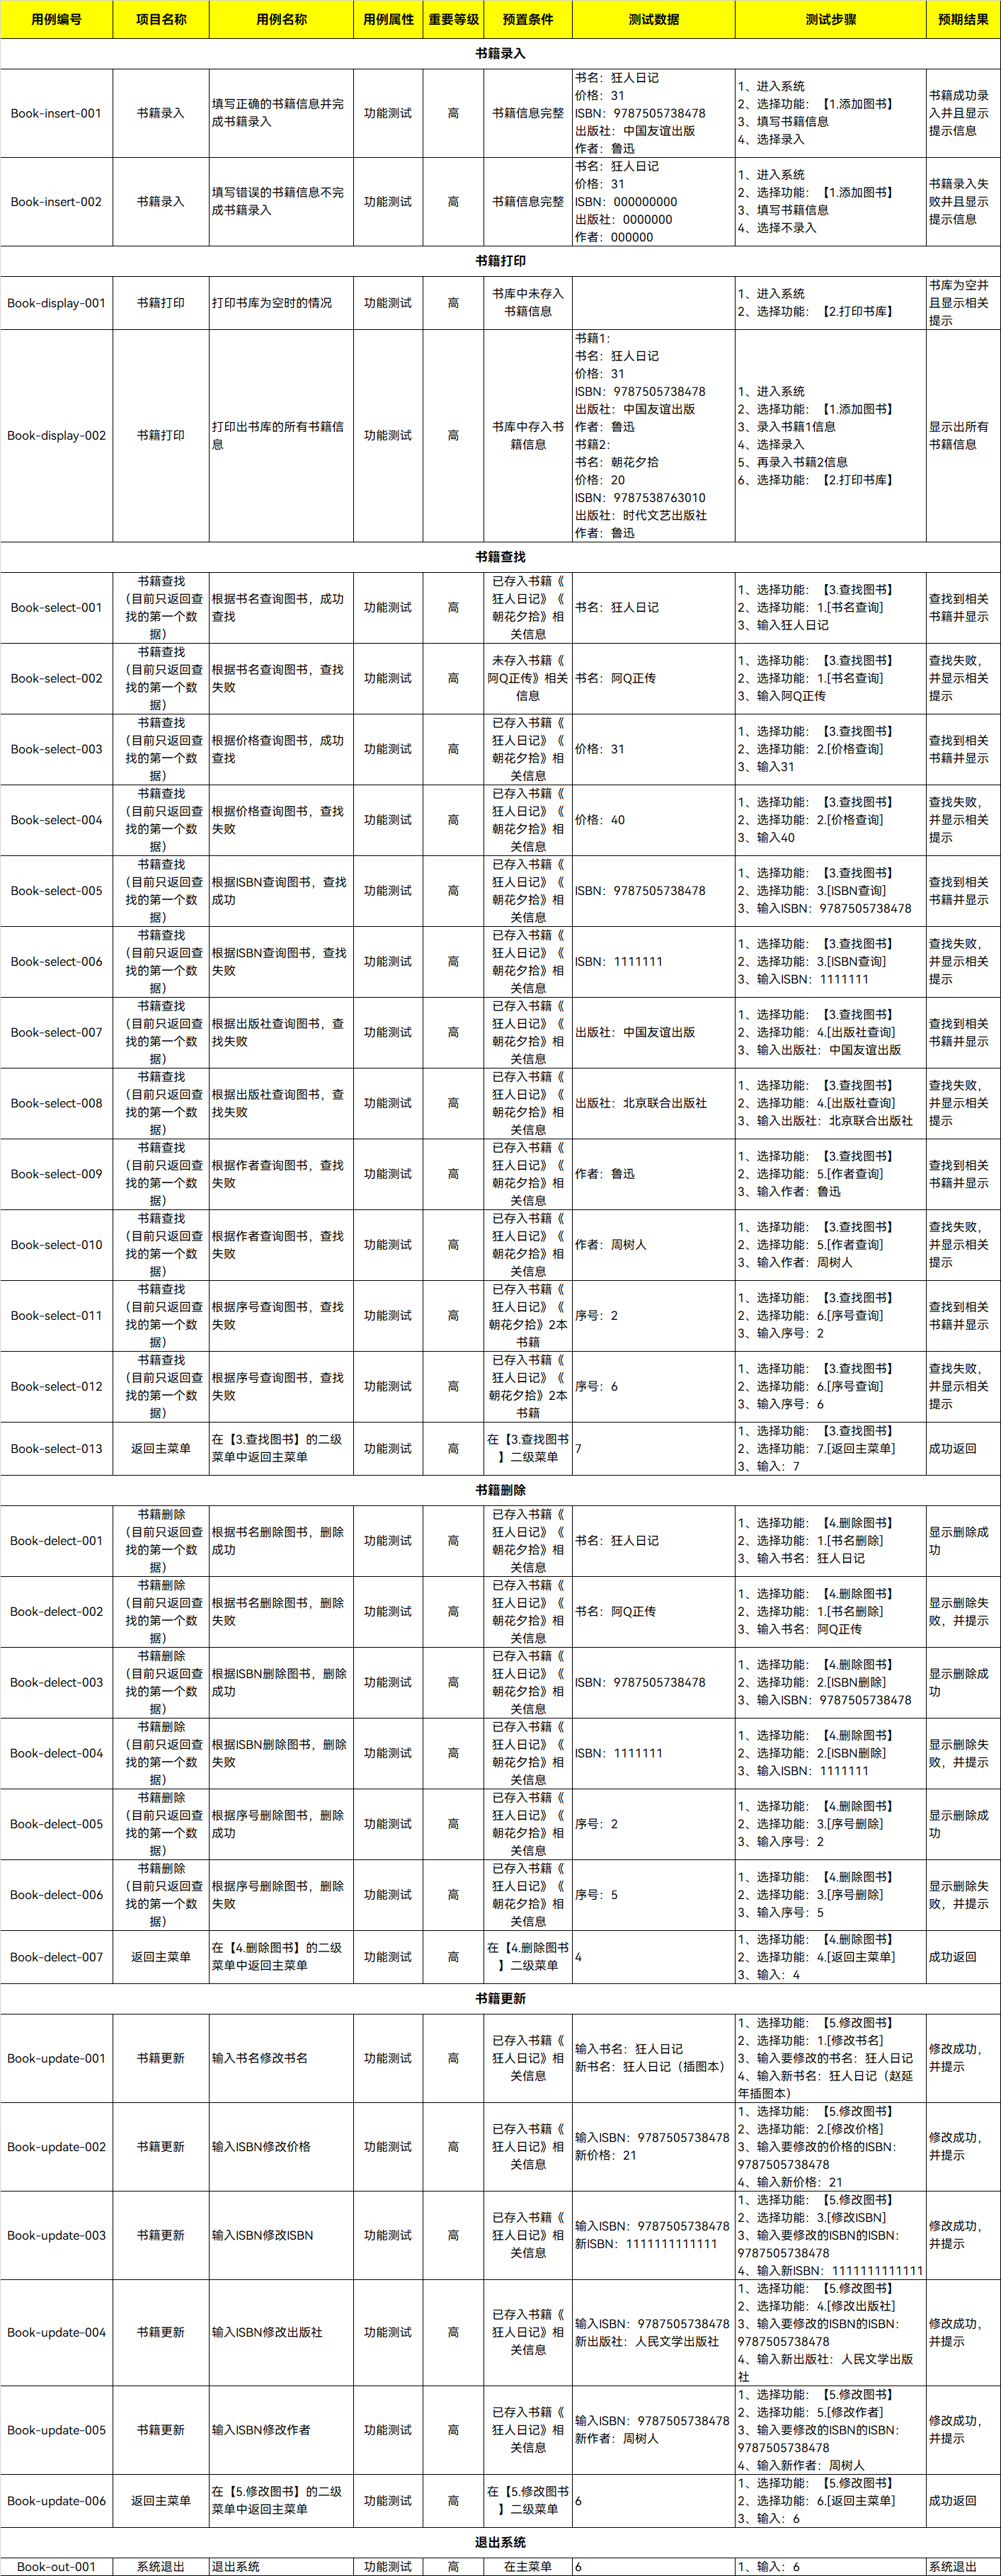 用例编号 项目名称 用例名称 用例属性 重要等级 预置条件 测试数据 测试步骤 预期结果
书籍录入
Book-insert-001
书籍录入
填写正确的书籍信息并完
成书籍录入
功能测试
高
书籍信息完整
书名：狂人日记
价格：31
ISBN：9787505738478
出版社：中国友谊出版
作者：鲁迅
1、进入系统
2、选择功能：【1.添加图书】
3、填写书籍信息
4、选择录入
书籍成功录
入并且显示
提示信息
Book-insert-002
书籍录入
填写错误的书籍信息不完
成书籍录入
功能测试
高
书籍信息完整
书名：狂人日记
价格：31
ISBN：000000000
出版社：0000000
作者：000000
1、进入系统
2、选择功能：【1.添加图书】
3、填写书籍信息
4、选择不录入
书籍录入失
败并且显示
提示信息
书籍打印
Book-display-001
书籍打印
打印书库为空时的情况
功能测试
高
书库中未存入
书籍信息
1、进入系统
2、选择功能：【2.打印书库】
书库为空并
且显示相关
提示
Book-display-002
书籍打印
打印出书库的所有书籍信
息
功能测试
高
书库中存入书
籍信息
书籍1：
书名：狂人日记
价格：31
ISBN：9787505738478
出版社：中国友谊出版
作者：鲁迅
书籍2：
书名：朝花夕拾
价格：20
ISBN：9787538763010
出版社：时代文艺出版社
作者：鲁迅
1、进入系统
2、选择功能：【1.添加图书】
3、录入书籍1信息
4、选择录入
5、再录入书籍2信息
6、选择功能：【2.打印书库】
显示出所有
书籍信息
书籍查找
Book-select-001
书籍查找
（目前只返回查
找的第一个数
据）
根据书名查询图书，成功
查找
功能测试
高
已存入书籍《
狂人日记》《
朝花夕拾》相
关信息
书名：狂人日记
1、选择功能：【3.查找图书】
2、选择功能：1.[书名查询]
3、输入狂人日记
查找到相关
书籍并显示
Book-select-002
书籍查找
（目前只返回查
找的第一个数
据）
根据书名查询图书，查找
失败
功能测试
高
未存入书籍《
阿Q正传》相关
信息
书名：阿Q正传
1、选择功能：【3.查找图书】
2、选择功能：1.[书名查询]
3、输入阿Q正传
查找失败，
并显示相关
提示
Book-select-003
书籍查找
（目前只返回查
找的第一个数
据）
根据价格查询图书，成功
查找
功能测试
高
已存入书籍《
狂人日记》《
朝花夕拾》相
关信息
价格：31
1、选择功能：【3.查找图书】
2、选择功能：2.[价格查询]
3、输入31
查找到相关
书籍并显示
Book-select-004
书籍查找
（目前只返回查
找的第一个数
据）
根据价格查询图书，查找
失败
功能测试
高
已存入书籍《
狂人日记》《
朝花夕拾》相
关信息
价格：40
1、选择功能：【3.查找图书】
2、选择功能：2.[价格查询]
3、输入40
查找失败，
并显示相关
提示
Book-select-005
书籍查找
（目前只返回查
找的第一个数
据）
根据ISBN查询图书，查找
成功
功能测试
高
已存入书籍《
狂人日记》《
朝花夕拾》相
关信息
ISBN：9787505738478
1、选择功能：【3.查找图书】
2、选择功能：3.[ISBN查询]
3、输入ISBN：9787505738478
查找到相关
书籍并显示
Book-select-006
书籍查找
（目前只返回查
找的第一个数
据）
根据ISBN查询图书，查找
失败
功能测试
高
已存入书籍《
狂人日记》《
朝花夕拾》相
关信息
ISBN：1111111
1、选择功能：【3.查找图书】
2、选择功能：3.[ISBN查询]
3、输入ISBN：1111111
查找失败，
并显示相关
提示
Book-select-007
书籍查找
（目前只返回查
找的第一个数
据）
根据出版社查询图书，查
找失败
功能测试
高
已存入书籍《
狂人日记》《
朝花夕拾》相
关信息
出版社：中国友谊出版
1、选择功能：【3.查找图书】
2、选择功能：4.[出版社查询]
3、输入出版社：中国友谊出版
查找到相关
书籍并显示
Book-select-008
书籍查找
（目前只返回查
找的第一个数
据）
根据出版社查询图书，查
找失败
功能测试
高
已存入书籍《
狂人日记》《
朝花夕拾》相
关信息
出版社：北京联合出版社
1、选择功能：【3.查找图书】
2、选择功能：4.[出版社查询]
3、输入出版社：北京联合出版社
查找失败，
并显示相关
提示
Book-select-009
书籍查找
（目前只返回查
找的第一个数
据）
根据作者查询图书，查找
失败
功能测试
高
已存入书籍《
狂人日记》《
朝花夕拾》相
关信息
作者：鲁迅
1、选择功能：【3.查找图书】
2、选择功能：5.[作者查询]
3、输入作者：鲁迅
查找到相关
书籍并显示
Book-select-010
书籍查找
（目前只返回查
找的第一个数
据）
根据作者查询图书，查找
失败
功能测试
高
已存入书籍《
狂人日记》《
朝花夕拾》相
关信息
作者：周树人
1、选择功能：【3.查找图书】
2、选择功能：5.[作者查询]
3、输入作者：周树人
查找失败，
并显示相关
提示
Book-select-011
书籍查找
（目前只返回查
找的第一个数
据）
根据序号查询图书，查找
失败
功能测试
高
已存入书籍《
狂人日记》《
朝花夕拾》2本
书籍
序号：2
1、选择功能：【3.查找图书】
2、选择功能：6.[序号查询]
3、输入序号：2
查找到相关
书籍并显示
Book-select-012
书籍查找
（目前只返回查
找的第一个数
据）
根据序号查询图书，查找
失败
功能测试
高
已存入书籍《
狂人日记》《
朝花夕拾》2本
书籍
序号：6
1、选择功能：【3.查找图书】
2、选择功能：6.[序号查询]
3、输入序号：6
查找失败，
并显示相关
提示
Book-select-013
返回主菜单
在【3.查找图书】的二级
菜单中返回主菜单
功能测试
高
在【3.查找图书
】二级菜单
7
1、选择功能：【3.查找图书】
2、选择功能：7.[返回主菜单]
3、输入：7
成功返回
书籍删除
Book-delect-001
书籍删除
（目前只返回查
找的第一个数
据）
根据书名删除图书，删除
成功
功能测试
高
已存入书籍《
狂人日记》《
朝花夕拾》相
关信息
书名：狂人日记
1、选择功能：【4.删除图书】
2、选择功能：1.[书名删除]
3、输入书名：狂人日记
显示删除成
功
Book-delect-002
书籍删除
（目前只返回查
找的第一个数
据）
根据书名删除图书，删除
失败
功能测试
高
已存入书籍《
狂人日记》《
朝花夕拾》相
关信息
书名：阿Q正传
1、选择功能：【4.删除图书】
2、选择功能：1.[书名删除]
3、输入书名：阿Q正传
显示删除失
败，并提示
Book-delect-003
书籍删除
（目前只返回查
找的第一个数
据）
根据ISBN删除图书，删除
成功
功能测试
高
已存入书籍《
狂人日记》《
朝花夕拾》相
关信息
ISBN：9787505738478
1、选择功能：【4.删除图书】
2、选择功能：2.[ISBN删除]
3、输入ISBN：9787505738478
显示删除成
功
Book-delect-004
书籍删除
（目前只返回查
找的第一个数
据）
根据ISBN删除图书，删除
失败
功能测试
高
已存入书籍《
狂人日记》《
朝花夕拾》相
关信息
ISBN：1111111
1、选择功能：【4.删除图书】
2、选择功能：2.[ISBN删除]
3、输入ISBN：1111111
显示删除失
败，并提示
Book-delect-005
书籍删除
（目前只返回查
找的第一个数
据）
根据序号删除图书，删除
成功
功能测试
高
已存入书籍《
狂人日记》《
朝花夕拾》相
关信息
序号：2
1、选择功能：【4.删除图书】
2、选择功能：3.[序号删除]
3、输入序号：2
显示删除成
功
Book-delect-006
书籍删除
（目前只返回查
找的第一个数
据）
根据序号删除图书，删除
失败
功能测试
高
已存入书籍《
狂人日记》《
朝花夕拾》相
关信息
序号：5
1、选择功能：【4.删除图书】
2、选择功能：3.[序号删除]
3、输入序号：5
显示删除失
败，并提示
Book-delect-007
返回主菜单
在【4.删除图书】的二级
菜单中返回主菜单
功能测试
高
在【4.删除图书
】二级菜单
4
1、选择功能：【4.删除图书】
2、选择功能：4.[返回主菜单]
3、输入：4
成功返回
书籍更新
Book-update-001
书籍更新
输入书名修改书名
功能测试
高
已存入书籍《
狂人日记》相
关信息
输入书名：狂人日记
新书名：狂人日记（插图本）
1、选择功能：【5.修改图书】
2、选择功能：1.[修改书名]
3、输入要修改的书名：狂人日记
4、输入新书名：狂人日记（赵延
年插图本）
修改成功，
并提示
Book-update-002
书籍更新
输入ISBN修改价格
功能测试
高
已存入书籍《
狂人日记》相
关信息
输入ISBN：9787505738478
新价格：21
1、选择功能：【5.修改图书】
2、选择功能：2.[修改价格]
3、输入要修改的价格的ISBN：
9787505738478
4、输入新价格：21
修改成功，
并提示
Book-update-003
书籍更新
输入ISBN修改ISBN
功能测试
高
已存入书籍《
狂人日记》相
关信息
输入ISBN：9787505738478
新ISBN：1111111111111
1、选择功能：【5.修改图书】
2、选择功能：3.[修改ISBN]
3、输入要修改的ISBN的ISBN：
9787505738478
4、输入新ISBN：1111111111111
修改成功，
并提示
Book-update-004
书籍更新
输入ISBN修改出版社
功能测试
高
已存入书籍《
狂人日记》相
关信息
输入ISBN：9787505738478
新出版社：人民文学出版社
1、选择功能：【5.修改图书】
2、选择功能：4.[修改出版社]
3、输入要修改的ISBN的ISBN：
9787505738478
4、输入新出版社：人民文学出版
社
修改成功，
并提示
Book-update-005
书籍更新
输入ISBN修改作者
功能测试
高
已存入书籍《
狂人日记》相
关信息
输入ISBN：9787505738478
新作者：周树人
1、选择功能：【5.修改图书】
2、选择功能：5.[修改作者]
3、输入要修改的ISBN的ISBN：
9787505738478
4、输入新作者：周树人
修改成功，
并提示
Book-update-006
返回主菜单
在【5.修改图书】的二级
菜单中返回主菜单
功能测试
高
在【5.修改图书
】二级菜单
6
1、选择功能：【5.修改图书】
2、选择功能：6.[返回主菜单]
3、输入：6
成功返回
退出系统
Book-out-001 系统退出 退出系统 功能测试 高 在主菜单 6 1、输入：6 系统退出